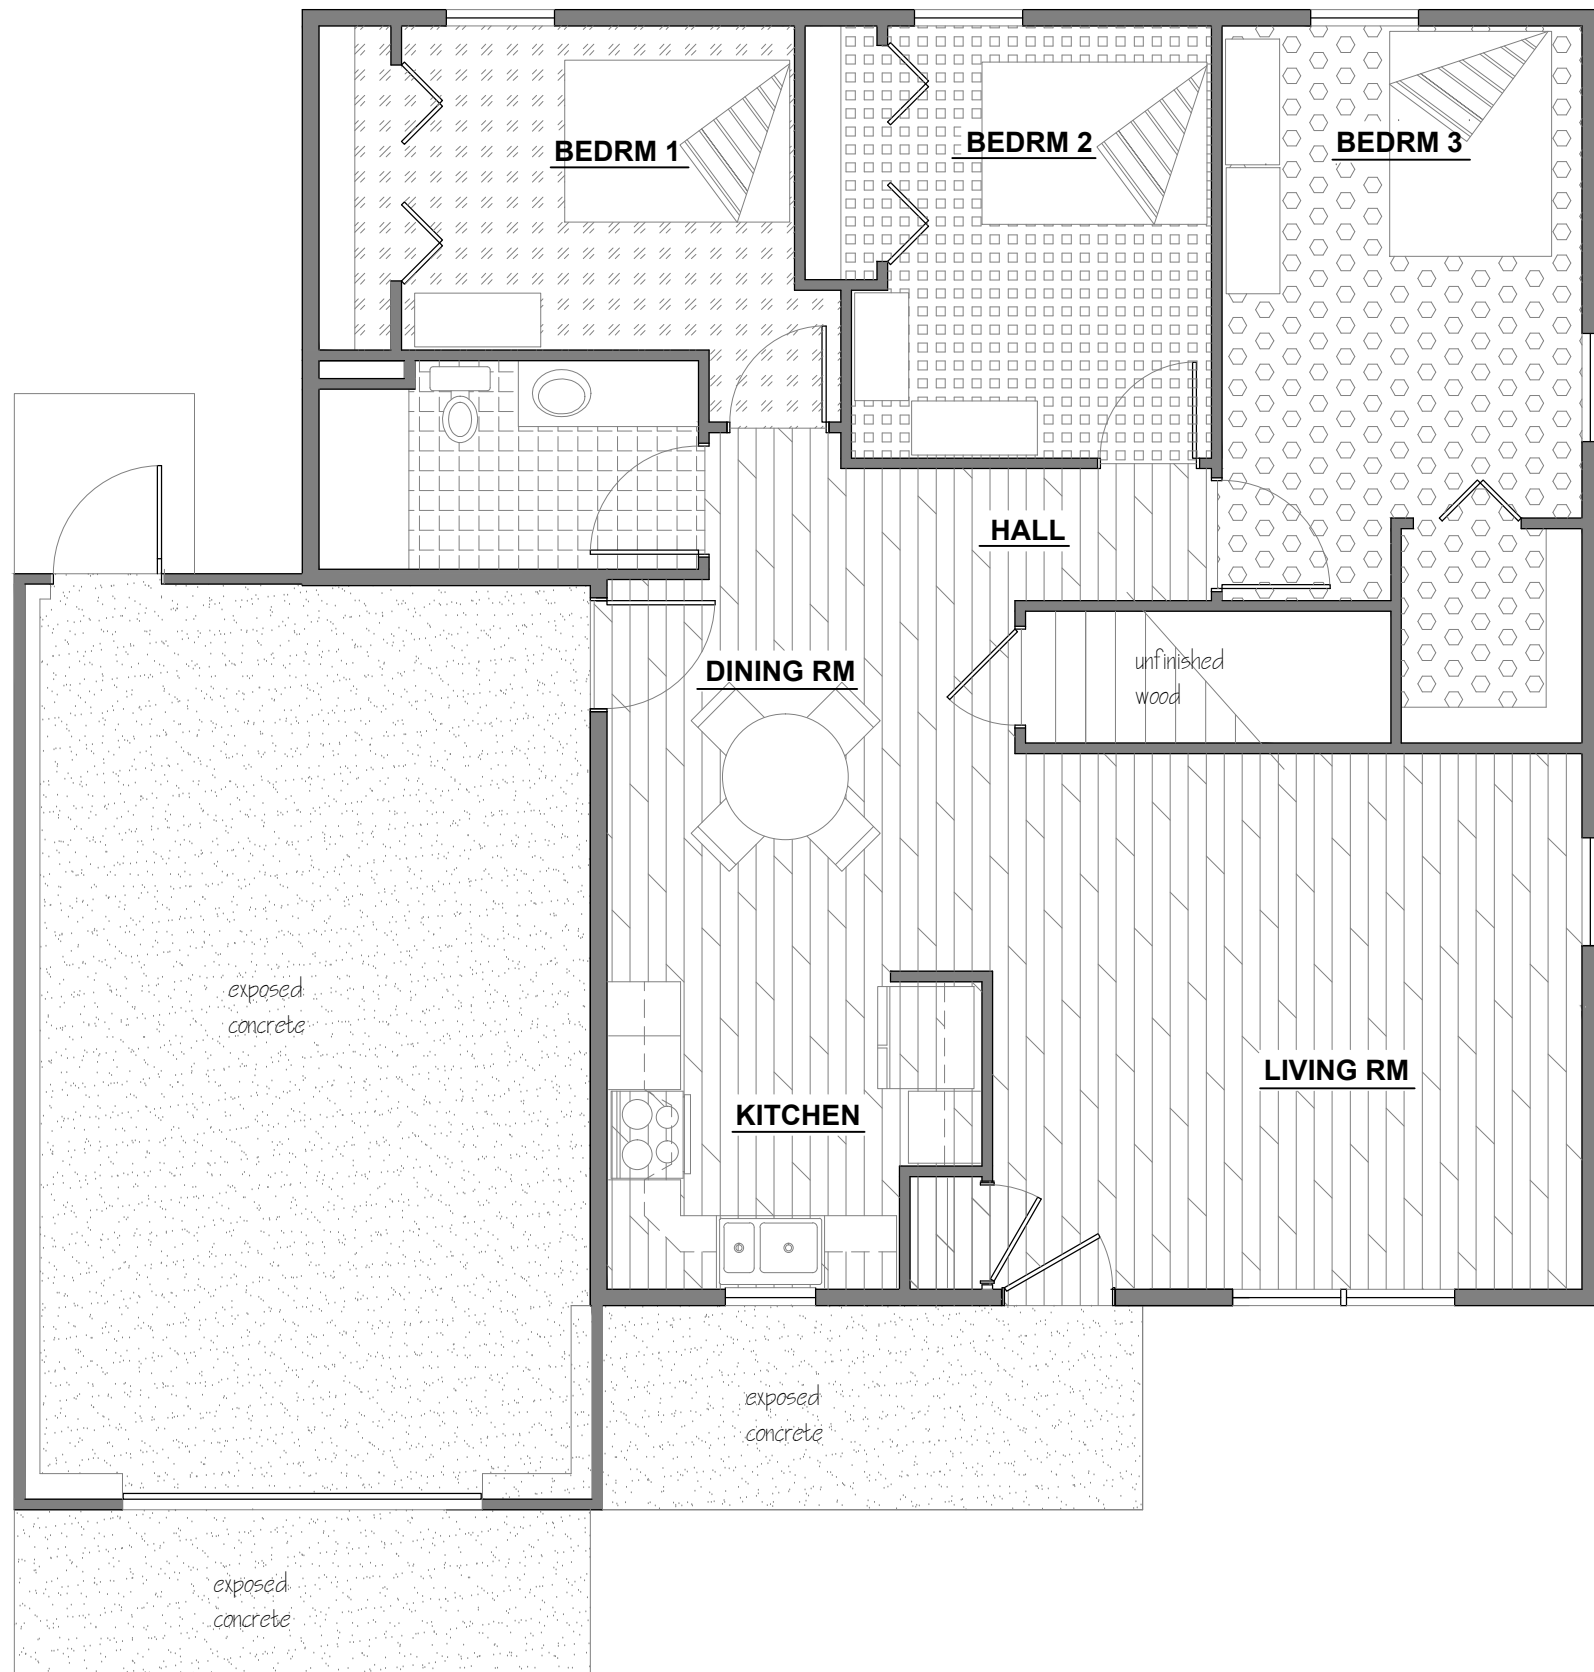 BEDRM 1
BEDRM 2
BEDRM 3
HALL
unfinished
wood
DINING RM
exposed
concrete
LIVING RM
KITCHEN
exposed
concrete
exposed
concrete